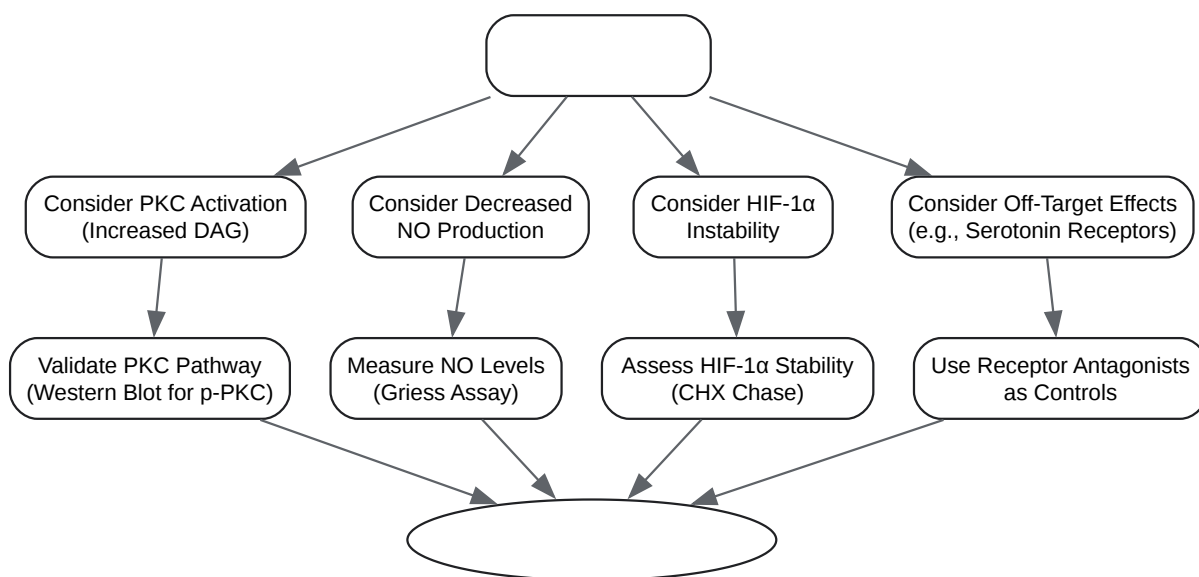 Consider PKC Activation
(Increased DAG)
Consider Decreased
NO Production
Consider HIF-1α
Instability
Consider Off-Target Effects
(e.g., Serotonin Receptors)
Validate PKC Pathway
(Western Blot for p-PKC)
Measure NO Levels
(Griess Assay)
Assess HIF-1α Stability
(CHX Chase)
Use Receptor Antagonists
as Controls